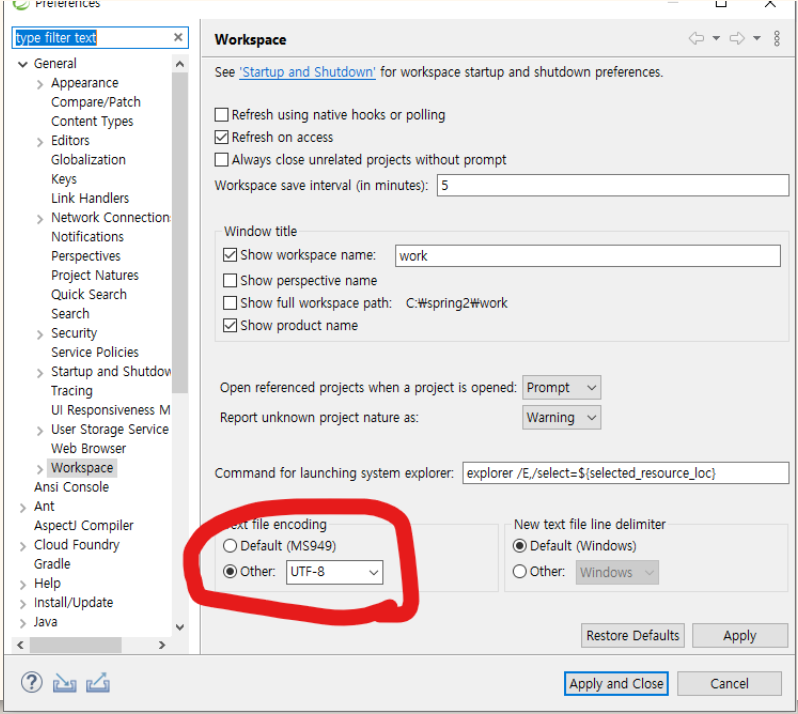 Preferences
type filter text
General
Appearance
Compare/Patch
Content Types
Editors
Globalization
Keys
Link Handlers
Network Connection
Notifications
Perspectives
Project Natures
Quick Search
Search
Security
Service Policies
Startup and Shutdow
Tracing
UI Responsiveness M
User Storage Service
Web Browser
Workspace
Ansi Console
Ant
AspectJ Compiler
Cloud Foundry
Gradle
Help
Install/Update
Java
Workspace
See 'Startup and Shutdown' for workspace startup and shutdown preferences.
Refresh using native hooks or polling
Refresh on access
Always close unrelated projects without prompt
Workspace save interval (in minutes): 5
Window title
Show workspace name: work
Show perspective name
Show full workspace path: C:₩spring2₩work
Show product name
Open referenced projects when a project is opened: Prompt
Report unknown project nature as: Warning
Command for launching system explorer: explorer /E,/select=${selected_resource_loc}
Text file encoding
Default (MS949)
Other: UTF-8
New text file line delimiter
Default (Windows)
Other: Windows
Restore Defaults Apply
Apply and Close Cancel